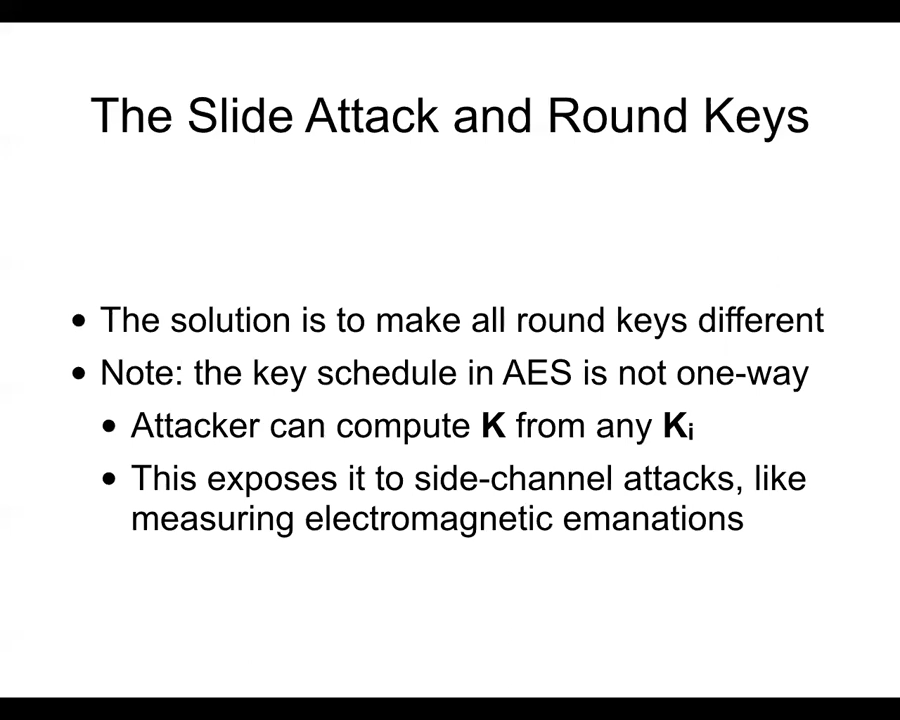 The Slide Attack and Round Keys
• The solution is to make all round keys different
• Note: the key schedule in AES is not one-way
• Attacker can compute K from any Kᵢ
• This exposes it to side-channel attacks, like
measuring electromagnetic emanations